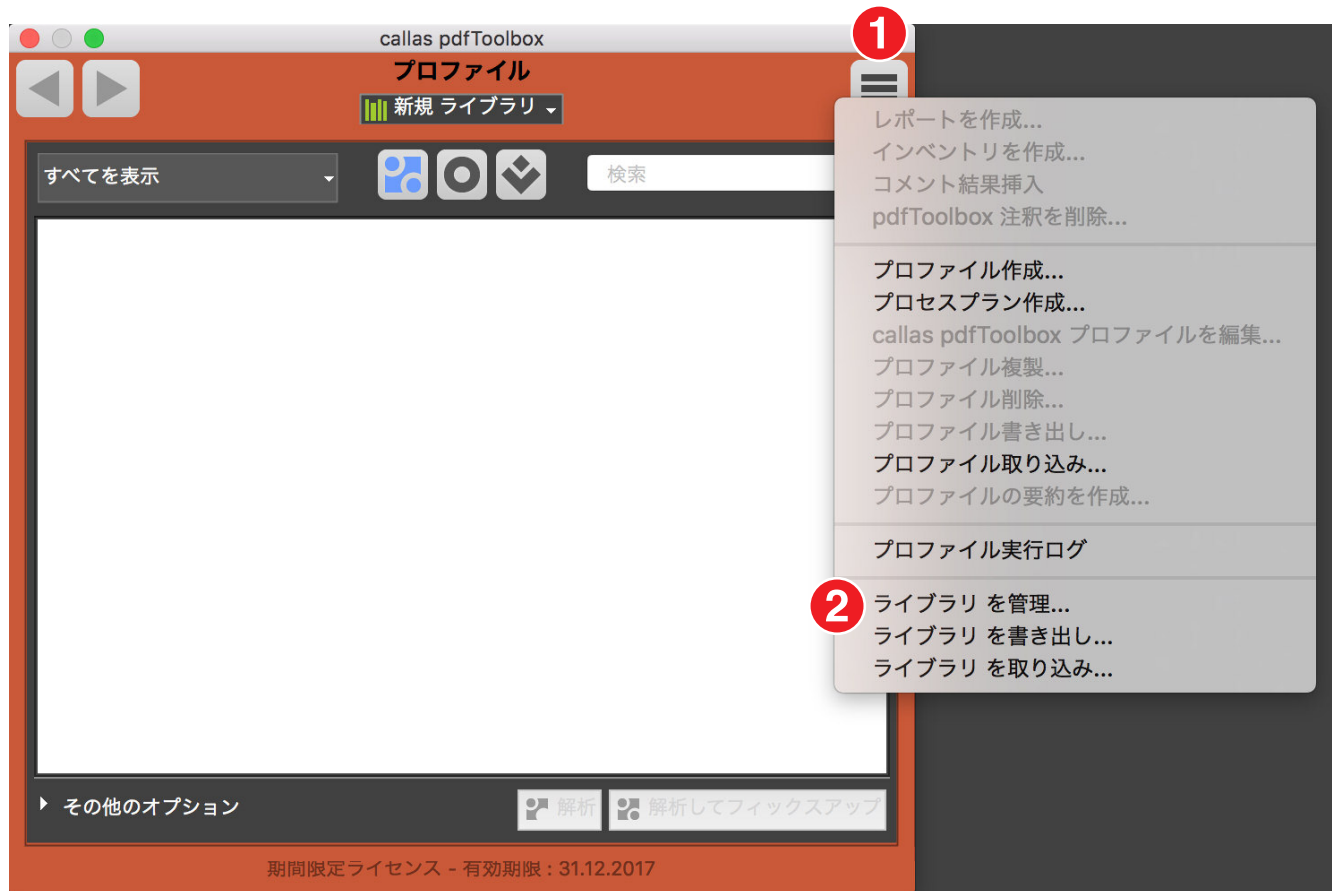 1
callas pdfToolbox
プロファイル
新規 ライブラリ
すべてを表示
検索
レポートを作成...
インベントリを作成...
コメント結果挿入
pdfToolbox 注釈を削除...
プロファイル作成...
プロセスプラン作成...
callas pdfToolbox プロファイルを編集...
プロファイル複製...
プロファイル削除...
プロファイル書き出し...
プロファイル取り込み...
プロファイルの要約を作成...
プロファイル実行ログ
2
ライブラリ を管理...
ライブラリ を書き出し...
ライブラリ を取り込み...
その他のオプション
解析
解析してフィックスアップ
期間限定ライセンス - 有効期限 : 31.12.2017